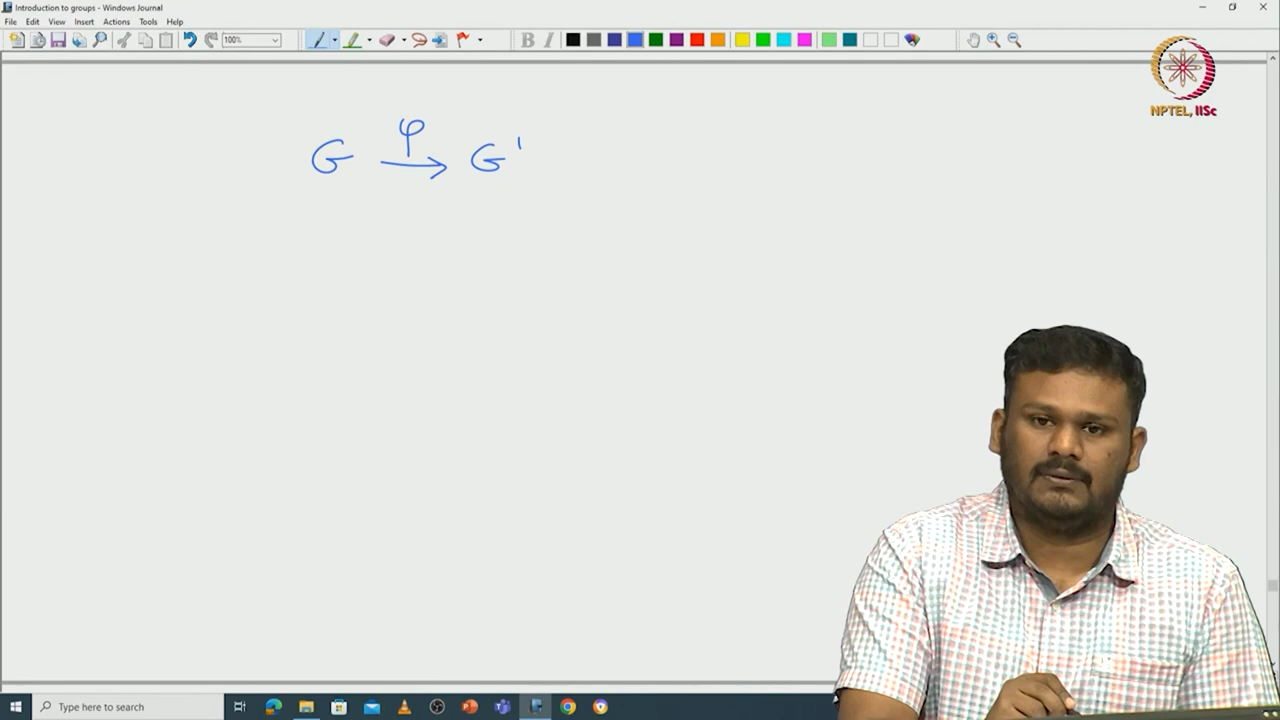 Introduction to groups - Windows Journal
File Edit View Insert Actions Tools Help
100%
B I
NPTEL, IISc
φ
G → G'
Type here to search